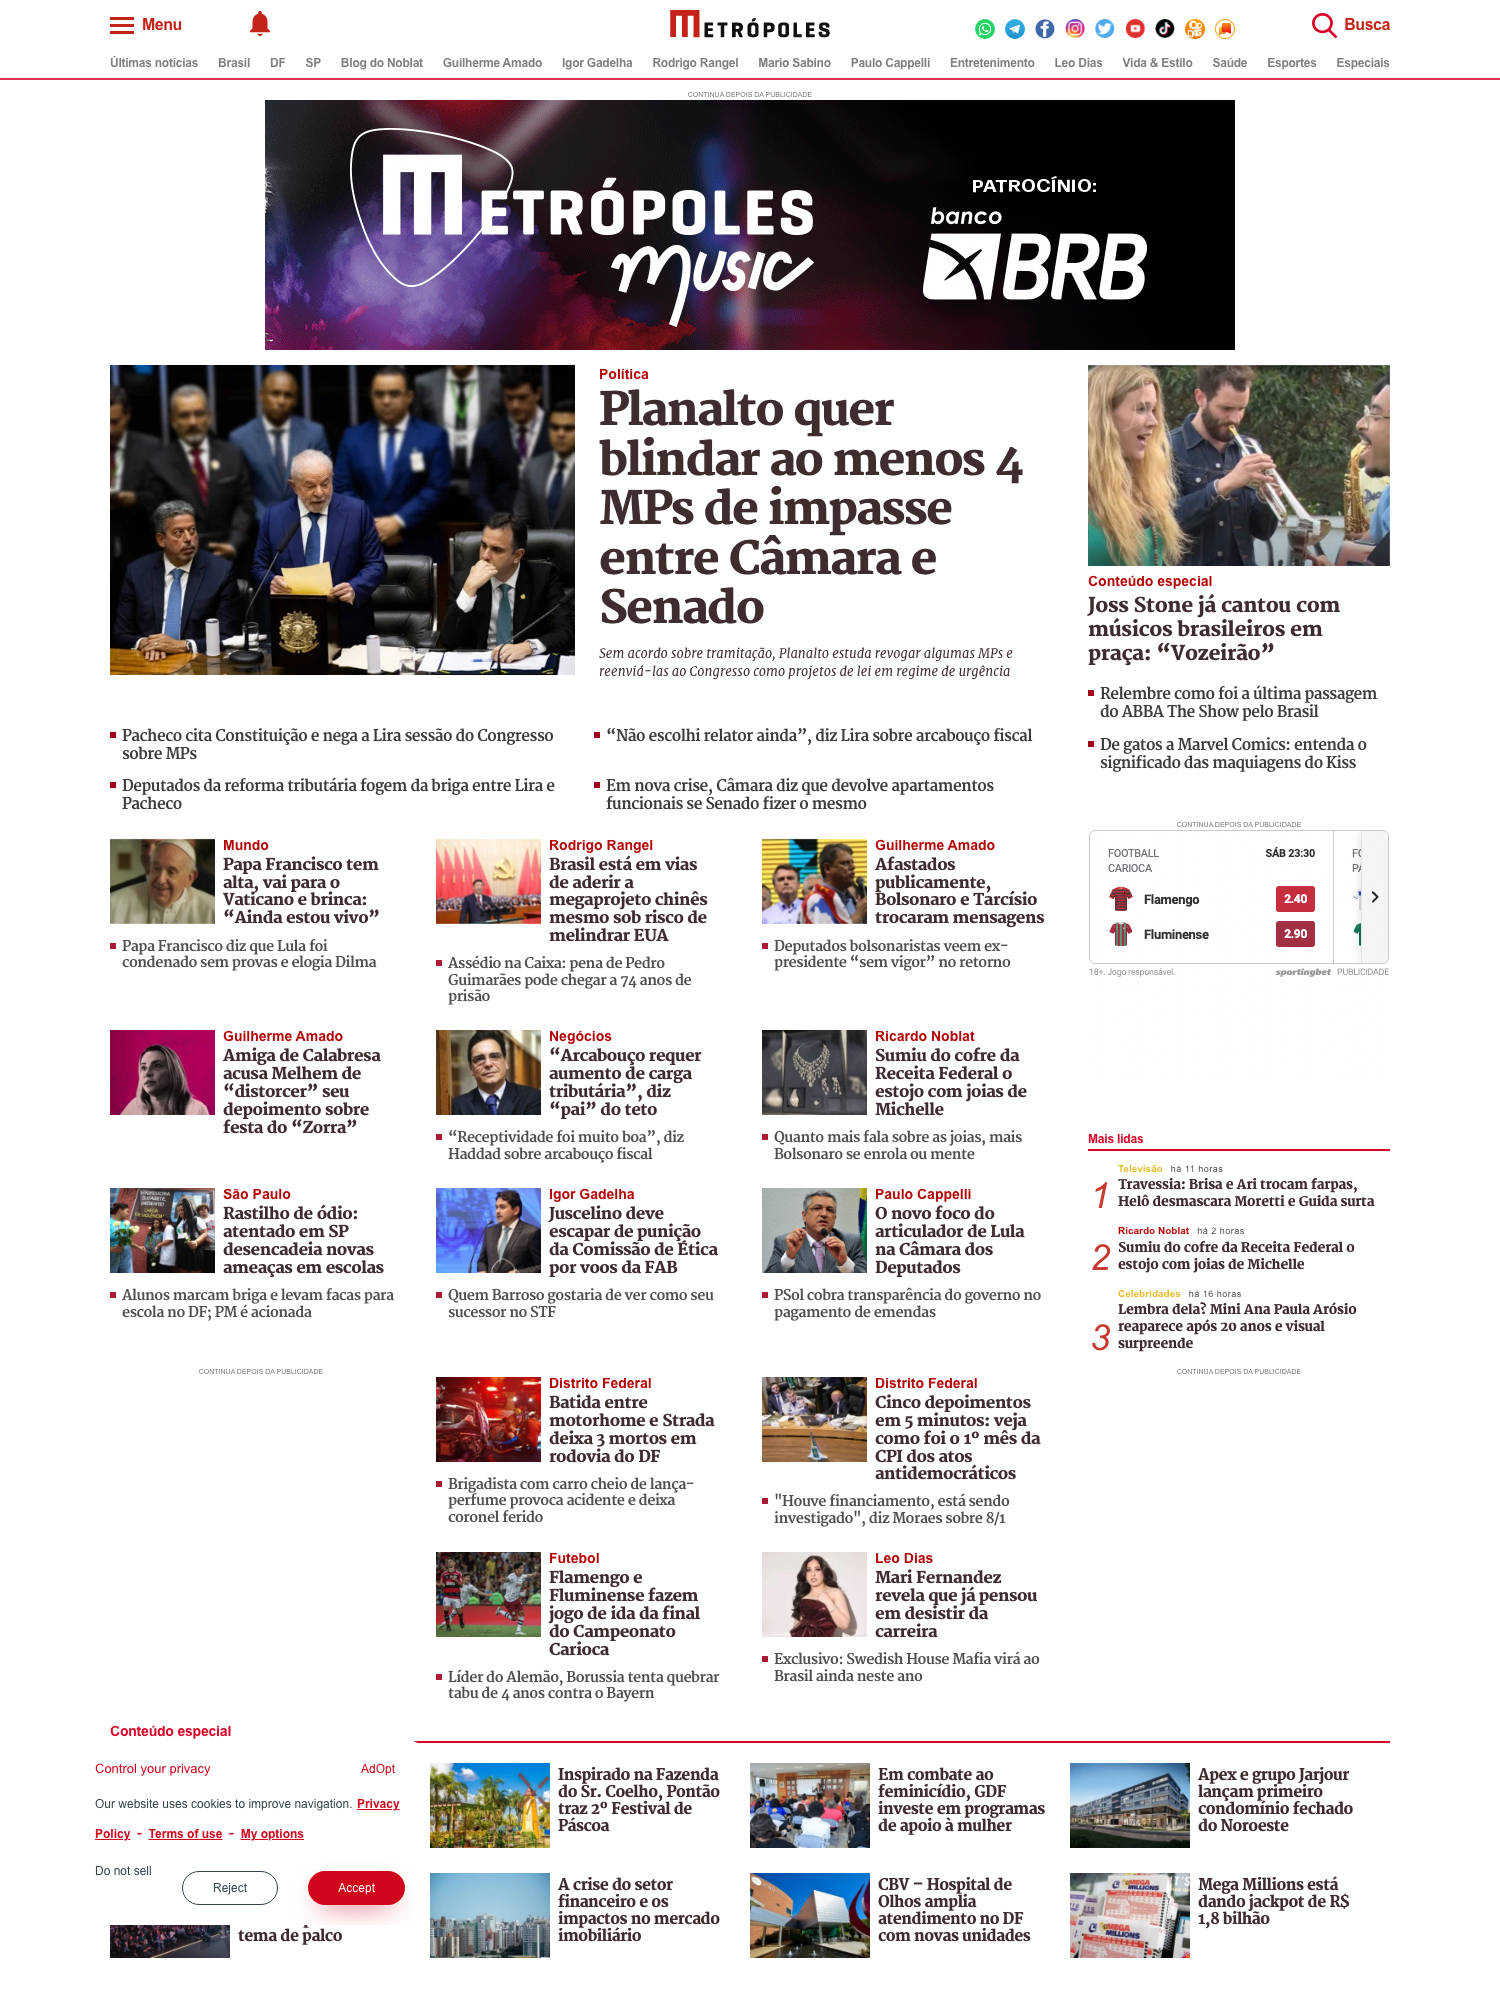 Menu
METRÓPOLES
Busca
Últimas notícias Brasil DF SP Blog do Noblat Guilherme Amado Igor Gadelha Rodrigo Rangel Mario Sabino Paulo Cappelli Entretenimento Leo Dias Vida & Estilo Saúde Esportes Especiais
CONTINUA DEPOIS DA PUBLICIDADE
METRÓPOLES
music
PATROCÍNIO:
banco
BRB
Política
Planalto quer
blindar ao menos 4
MPs de impasse
entre Câmara e
Senado
Sem acordo sobre tramitação, Planalto estuda revogar algumas MPs e
reenviá-las ao Congresso como projetos de lei em regime de urgência
Conteúdo especial
Joss Stone já cantou com
músicos brasileiros em
praça: “Vozeirão”
Relembre como foi a última passagem
do ABBA The Show pelo Brasil
De gatos a Marvel Comics: entenda o
significado das maquiagens do Kiss
Pacheco cita Constituição e nega a Lira sessão do Congresso
sobre MPs
“Não escolhi relator ainda”, diz Lira sobre arcabouço fiscal
Deputados da reforma tributária fogem da briga entre Lira e
Pacheco
Em nova crise, Câmara diz que devolve apartamentos
funcionais se Senado fizer o mesmo
Mundo
Papa Francisco tem
alta, vai para o
Vaticano e brinca:
“Ainda estou vivo”
Papa Francisco diz que Lula foi
condenado sem provas e elogia Dilma
Rodrigo Rangel
Brasil está em vias
de aderir a
megaprojeto chinês
mesmo sob risco de
melindrar EUA
Assédio na Caixa: pena de Pedro
Guimarães pode chegar a 74 anos de
prisão
Guilherme Amado
Afastados
publicamente,
Bolsonaro e Tarcísio
trocaram mensagens
Deputados bolsonaristas veem ex-
presidente “sem vigor” no retorno
CONTINUA DEPOIS DA PUBLICIDADE
FOOTBALL
CARIOCA
SÁB 23:30
Flamengo 2.40
Fluminense 2.90
18+. Jogo responsável.
sportingbet PUBLICIDADE
Guilherme Amado
Amiga de Calabresa
acusa Melhem de
“distorcer” seu
depoimento sobre
festa do “Zorra”
Negócios
“Arcabouço requer
aumento de carga
tributária”, diz
“pai” do teto
“Receptividade foi muito boa”, diz
Haddad sobre arcabouço fiscal
Ricardo Noblat
Sumiu do cofre da
Receita Federal o
estojo com joias de
Michelle
Quanto mais fala sobre as joias, mais
Bolsonaro se enrola ou mente
Mais lidas
Televisão há 11 horas
1 Travessia: Brisa e Ari trocam farpas,
Helô desmascara Moretti e Guida surta
Ricardo Noblat há 2 horas
2 Sumiu do cofre da Receita Federal o
estojo com joias de Michelle
Celebridades há 16 horas
3 Lembra dela? Mini Ana Paula Arósio
reaparece após 20 anos e visual
surpreende
São Paulo
Rastilho de ódio:
atentado em SP
desencadeia novas
ameaças em escolas
Alunos marcam briga e levam facas para
escola no DF; PM é acionada
Igor Gadelha
Juscelino deve
escapar de punição
da Comissão de Ética
por voos da FAB
Quem Barroso gostaria de ver como seu
sucessor no STF
Paulo Cappelli
O novo foco do
articulador de Lula
na Câmara dos
Deputados
PSol cobra transparência do governo no
pagamento de emendas
CONTINUA DEPOIS DA PUBLICIDADE
CONTINUA DEPOIS DA PUBLICIDADE
Distrito Federal
Batida entre
motorhome e Strada
deixa 3 mortos em
rodovia do DF
Brigadista com carro cheio de lança-
perfume provoca acidente e deixa
coronel ferido
Distrito Federal
Cinco depoimentos
em 5 minutos: veja
como foi o 1º mês da
CPI dos atos
antidemocráticos
"Houve financiamento, está sendo
investigado", diz Moraes sobre 8/1
Futebol
Flamengo e
Fluminense fazem
jogo de ida da final
do Campeonato
Carioca
Líder do Alemão, Borussia tenta quebrar
tabu de 4 anos contra o Bayern
Leo Dias
Mari Fernandez
revela que já pensou
em desistir da
carreira
Exclusivo: Swedish House Mafia virá ao
Brasil ainda neste ano
Conteúdo especial
Control your privacy
AdOpt
Our website uses cookies to improve navigation. Privacy
Policy - Terms of use - My options
Do not sell
Reject
Accept
tema de palco
Inspirado na Fazenda
do Sr. Coelho, Pontão
traz 2º Festival de
Páscoa
Em combate ao
feminicídio, GDF
investe em programas
de apoio à mulher
Apex e grupo Jarjour
lançam primeiro
condomínio fechado
do Noroeste
A crise do setor
financeiro e os
impactos no mercado
imobiliário
CBV – Hospital de
Olhos amplia
atendimento no DF
com novas unidades
MEGA MILLIONS
Mega Millions está
dando jackpot de R$
1,8 bilhão